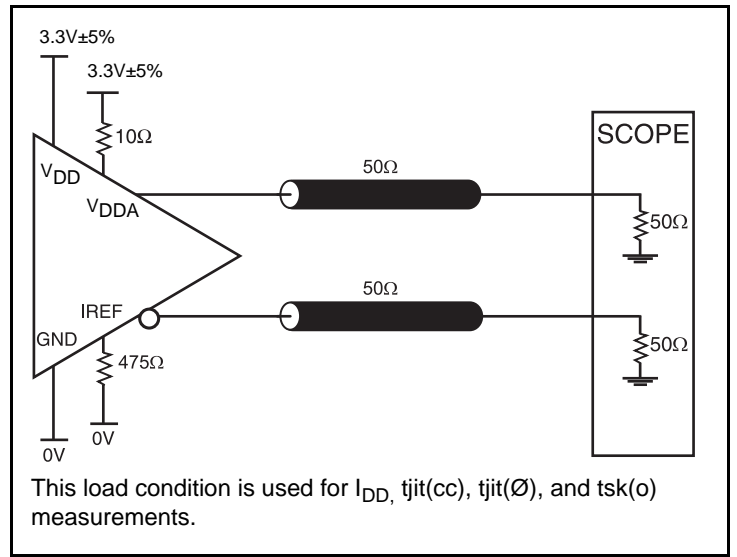 3.3V±5%
3.3V±5%
10Ω
SCOPE
VDD
50Ω
VDDA
50Ω
50Ω
IREF
GND
50Ω
475Ω
0V
0V
This load condition is used for IDD, tjit(cc), tjit(Ø), and tsk(o)
measurements.